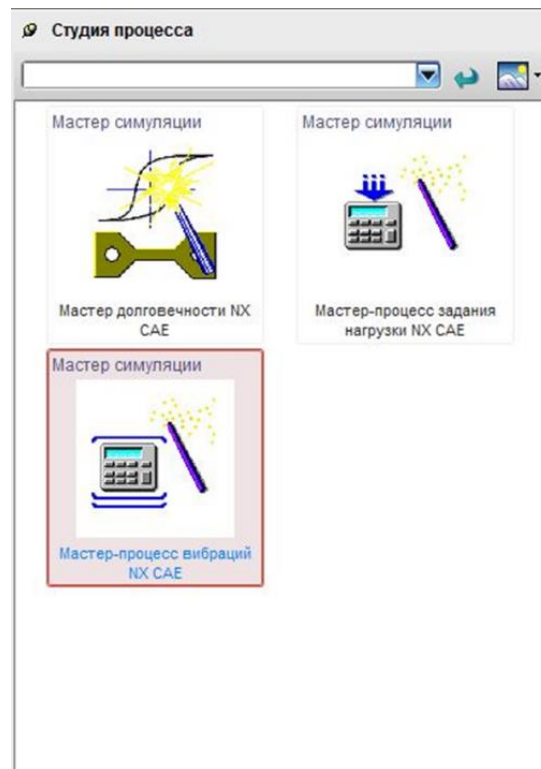 Студия процесса
Мастер симуляции
Мастер долговечности NX
CAE
Мастер симуляции
Мастер-процесс задания
нагрузки NX CAE
Мастер симуляции
Мастер-процесс вибраций
NX CAE